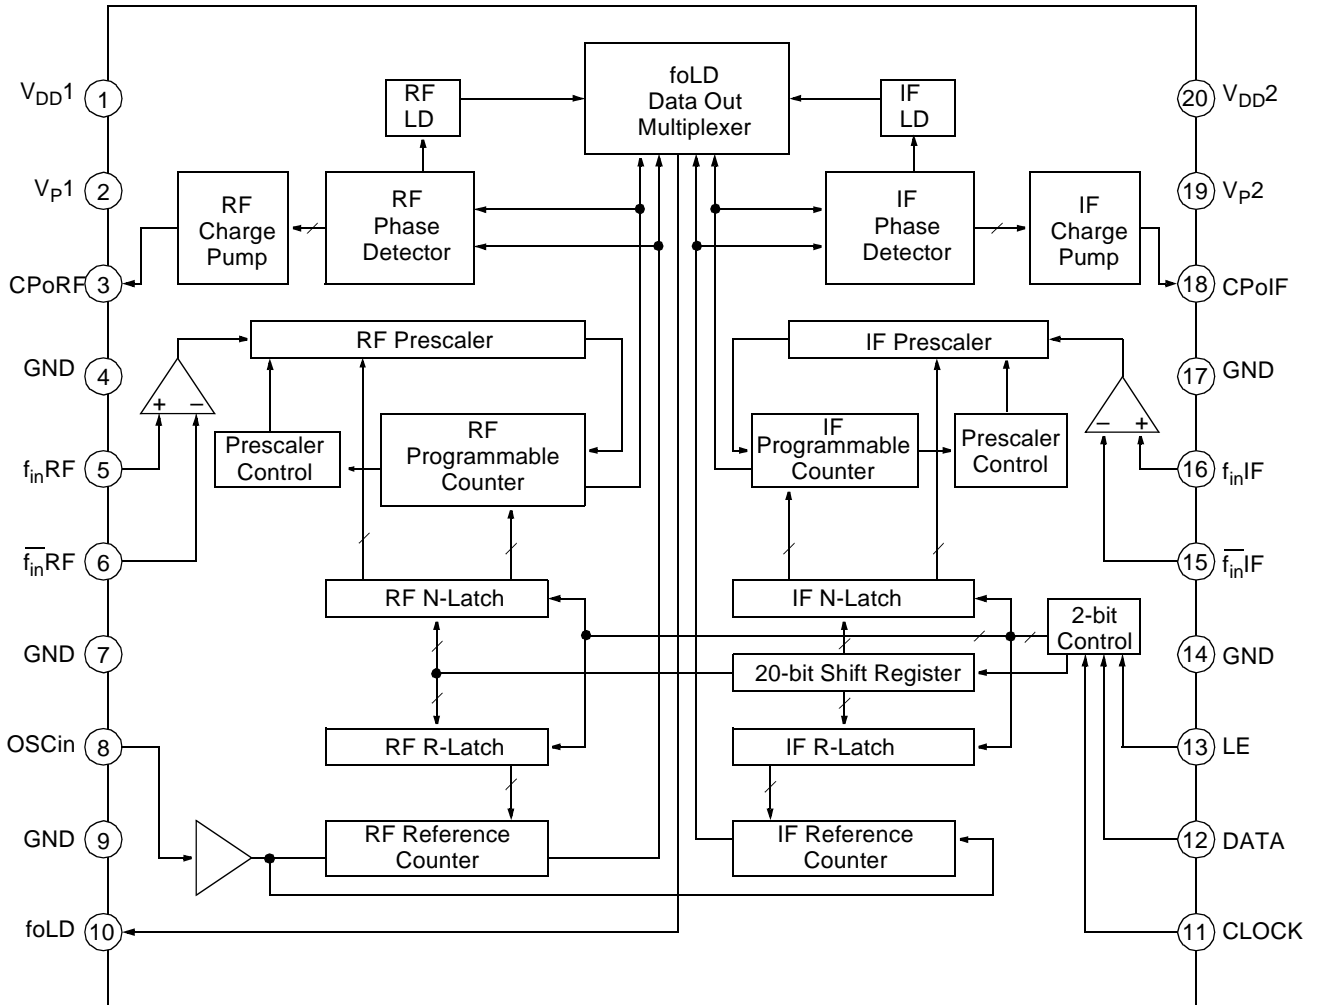 foLD
Data Out
Multiplexer
RF
LD
IF
LD
VDD1
1
20
VDD2
VP1
2
RF
Charge
Pump
RF
Phase
Detector
IF
Phase
Detector
IF
Charge
Pump
19
VP2
CPoRF
3
18
CPoIF
RF Prescaler
IF Prescaler
GND
4
17
GND
+
−
−
+
Prescaler
Control
RF
Programmable
Counter
IF
Programmable
Counter
Prescaler
Control
finRF
5
16
finIF
f̅i̅n̅RF
6
15
f̅i̅n̅IF
RF N-Latch
IF N-Latch
2-bit
Control
GND
7
14
GND
20-bit Shift Register
OSCin
8
RF R-Latch
IF R-Latch
13
LE
GND
9
RF Reference
Counter
IF Reference
Counter
12
DATA
foLD
10
11
CLOCK